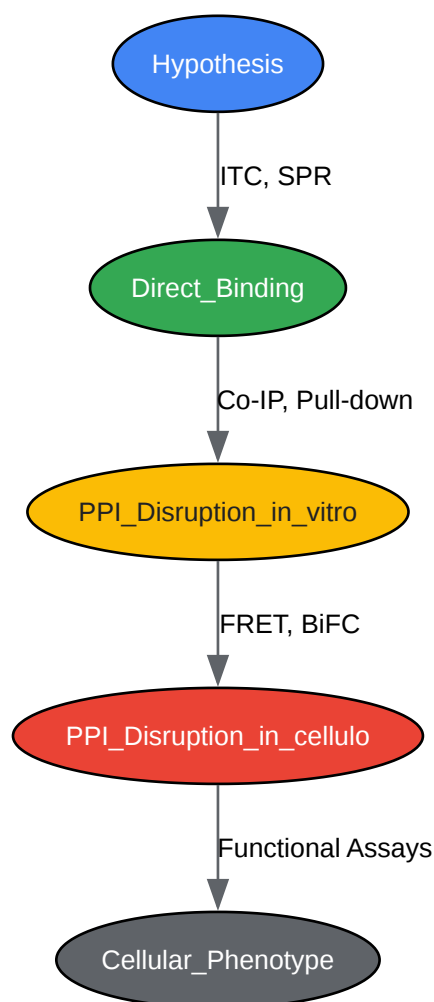 Hypothesis
ITC, SPR
Direct_Binding
Co-IP, Pull-down
PPI_Disruption_in_vitro
FRET, BiFC
PPI_Disruption_in_cellulo
Functional Assays
Cellular_Phenotype